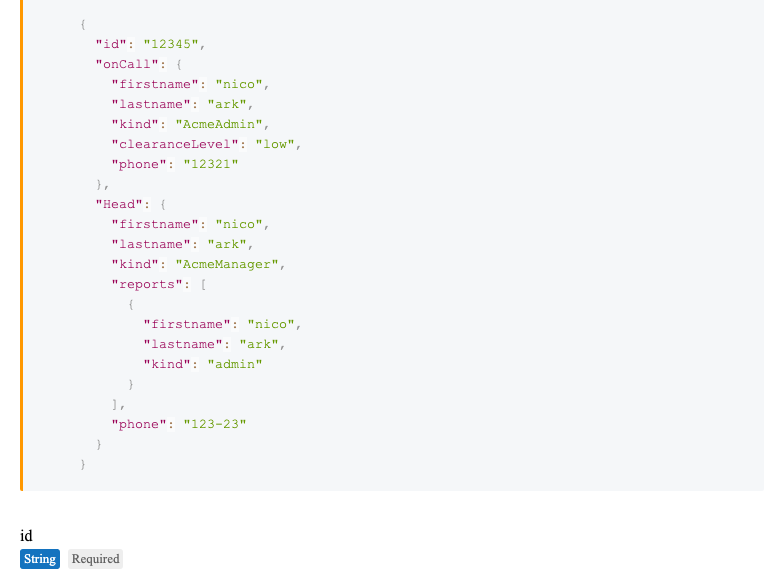 {
"id": "12345",
"onCall": {
"firstname": "nico",
"lastname": "ark",
"kind": "AcmeAdmin",
"clearanceLevel": "low",
"phone": "12321"
},
"Head": {
"firstname": "nico",
"lastname": "ark",
"kind": "AcmeManager",
"reports": [
{
"firstname": "nico",
"lastname": "ark",
"kind": "admin"
}
],
"phone": "123-23"
}
}
id
String Required